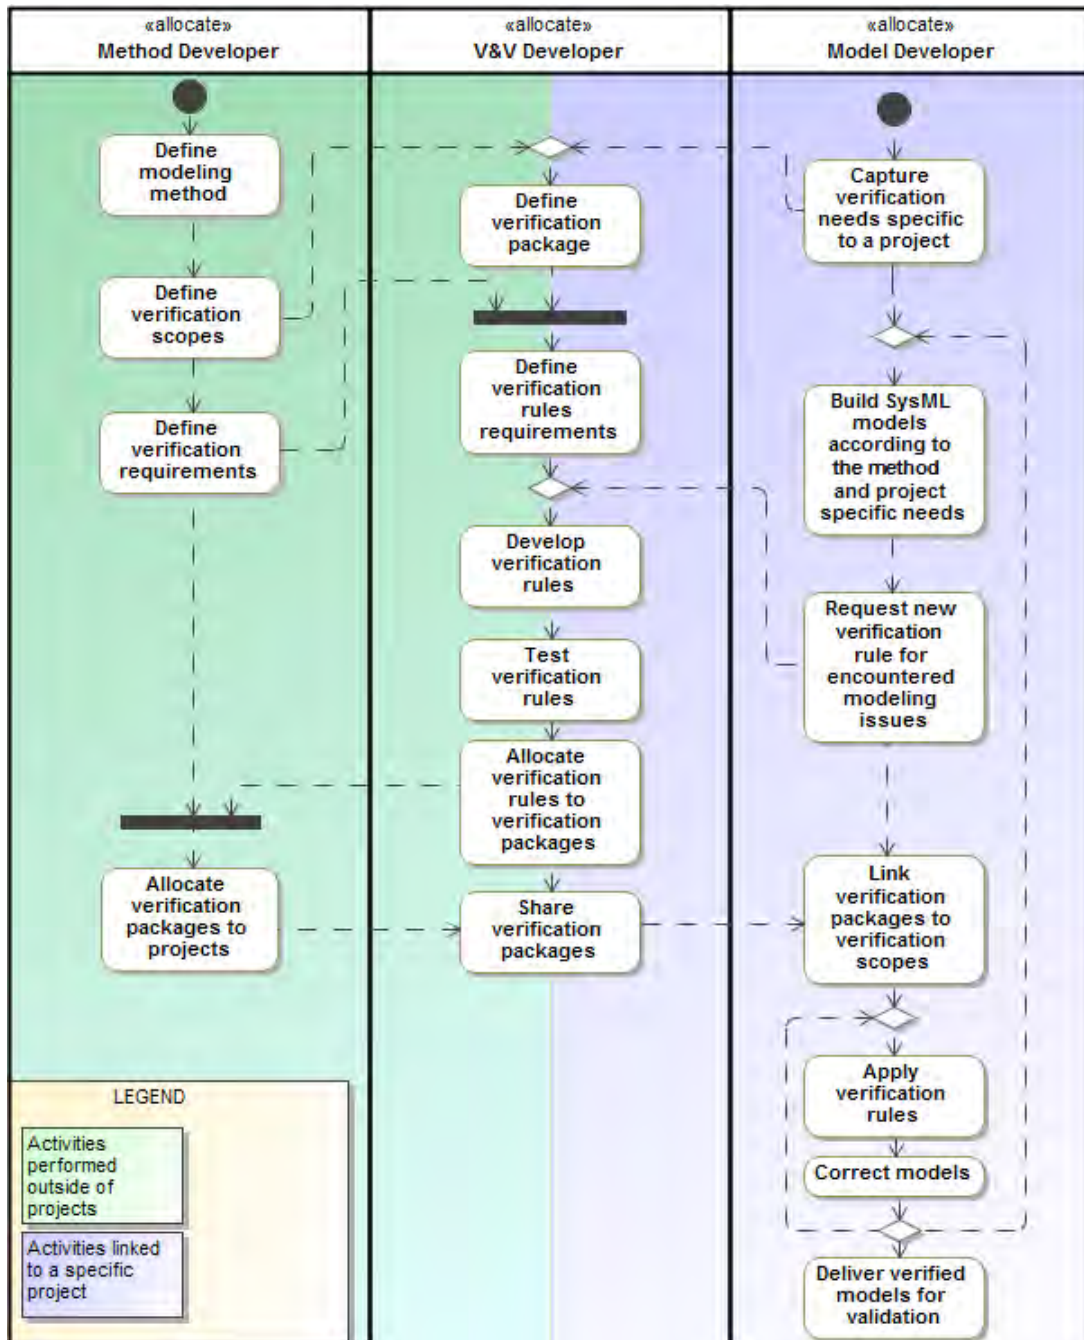 «allocate»
Method Developer
«allocate»
V&V Developer
«allocate»
Model Developer
Define
modeling
method
Define
verification
scopes
Define
verification
requirements
Allocate
verification
packages to
projects
Define
verification
package
Define
verification
rules
requirements
Develop
verification
rules
Test
verification
rules
Allocate
verification
rules to
verification
packages
Share
verification
packages
Capture
verification
needs specific
to a project
Build SysML
models
according to
the method
and project
specific needs
Request new
verification
rule for
encountered
modeling
issues
Link
verification
packages to
verification
scopes
Apply
verification
rules
Correct models
Deliver verified
models for
validation
LEGEND
Activities
performed
outside of
projects
Activities linked
to a specific
project